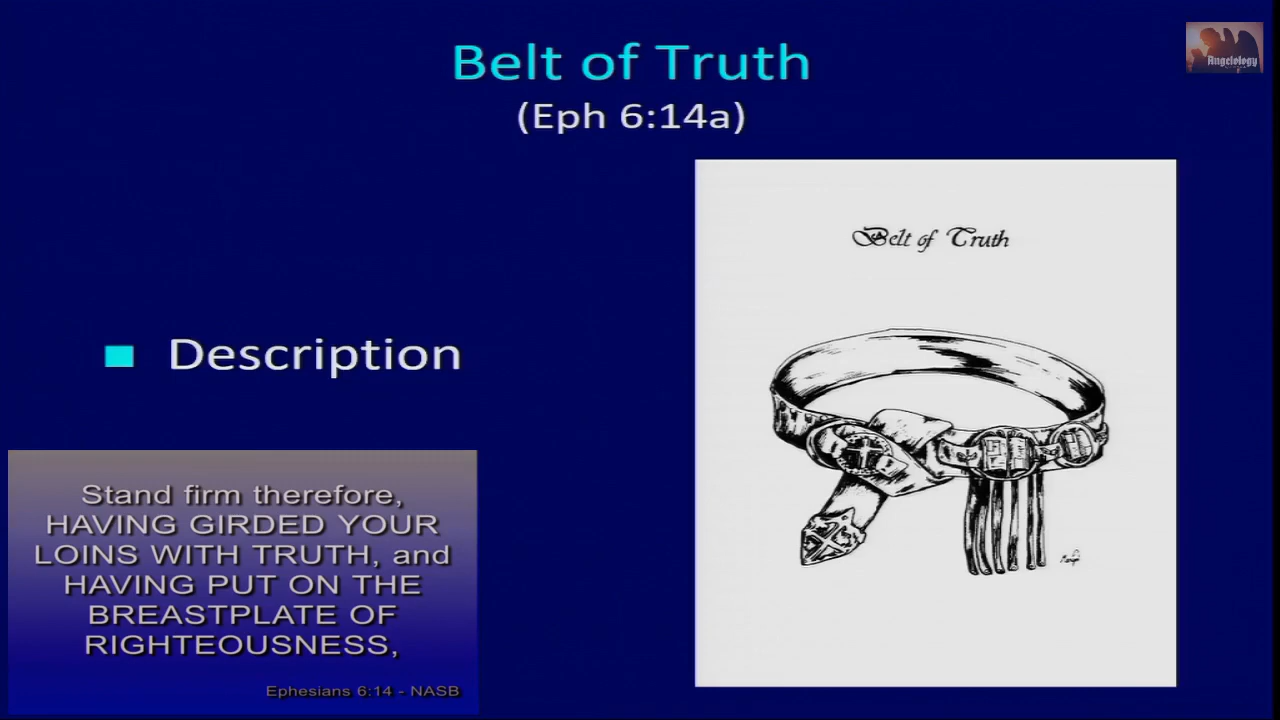 Belt of Truth
(Eph 6:14a)
Angelology
Belt of Truth
Description
Stand firm therefore,
HAVING GIRDED YOUR
LOINS WITH TRUTH, and
HAVING PUT ON THE
BREASTPLATE OF
RIGHTEOUSNESS,
Ephesians 6:14 - NASB